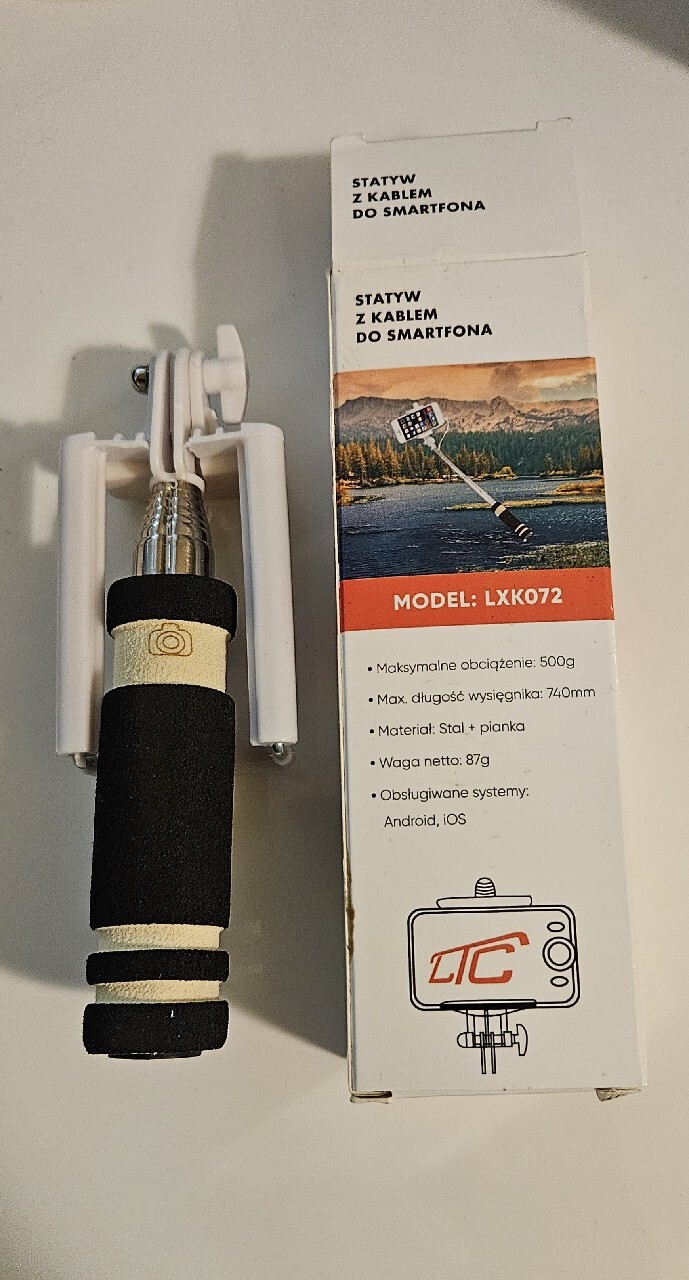 STATYW
Z KABLEM
DO SMARTFONA
STATYW
Z KABLEM
DO SMARTFONA
MODEL: LXK072
• Maksymalne obciążenie: 500g
• Max. długość wysięgnika: 740mm
• Materiał: Stal + pianka
• Waga netto: 87g
• Obsługiwane systemy:
Android, iOS
LTC